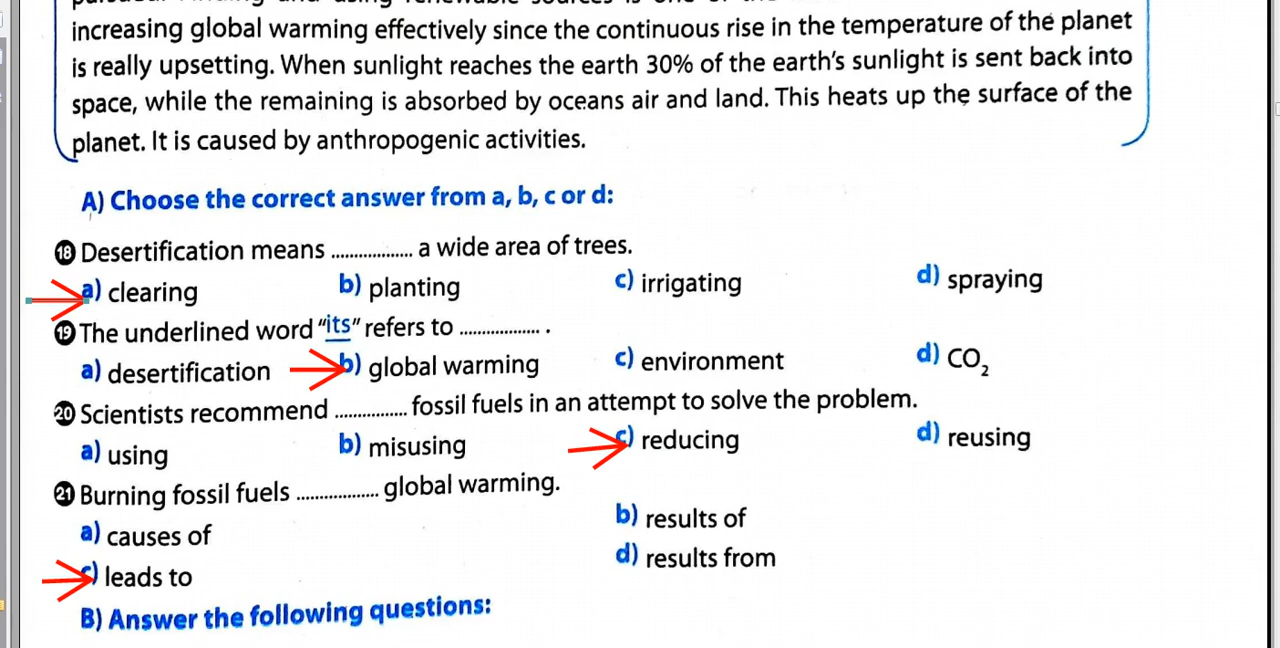 increasing global warming effectively since the continuous rise in the temperature of the planet
is really upsetting. When sunlight reaches the earth 30% of the earth's sunlight is sent back into
space, while the remaining is absorbed by oceans air and land. This heats up the surface of the
planet. It is caused by anthropogenic activities.
A) Choose the correct answer from a, b, c or d:
18 Desertification means ................ a wide area of trees.
a) clearing b) planting c) irrigating d) spraying
19 The underlined word "its" refers to .................. .
a) desertification b) global warming c) environment d) CO₂
20 Scientists recommend ................ fossil fuels in an attempt to solve the problem.
a) using b) misusing c) reducing d) reusing
21 Burning fossil fuels .................. global warming.
a) causes of b) results of
c) leads to d) results from
B) Answer the following questions: